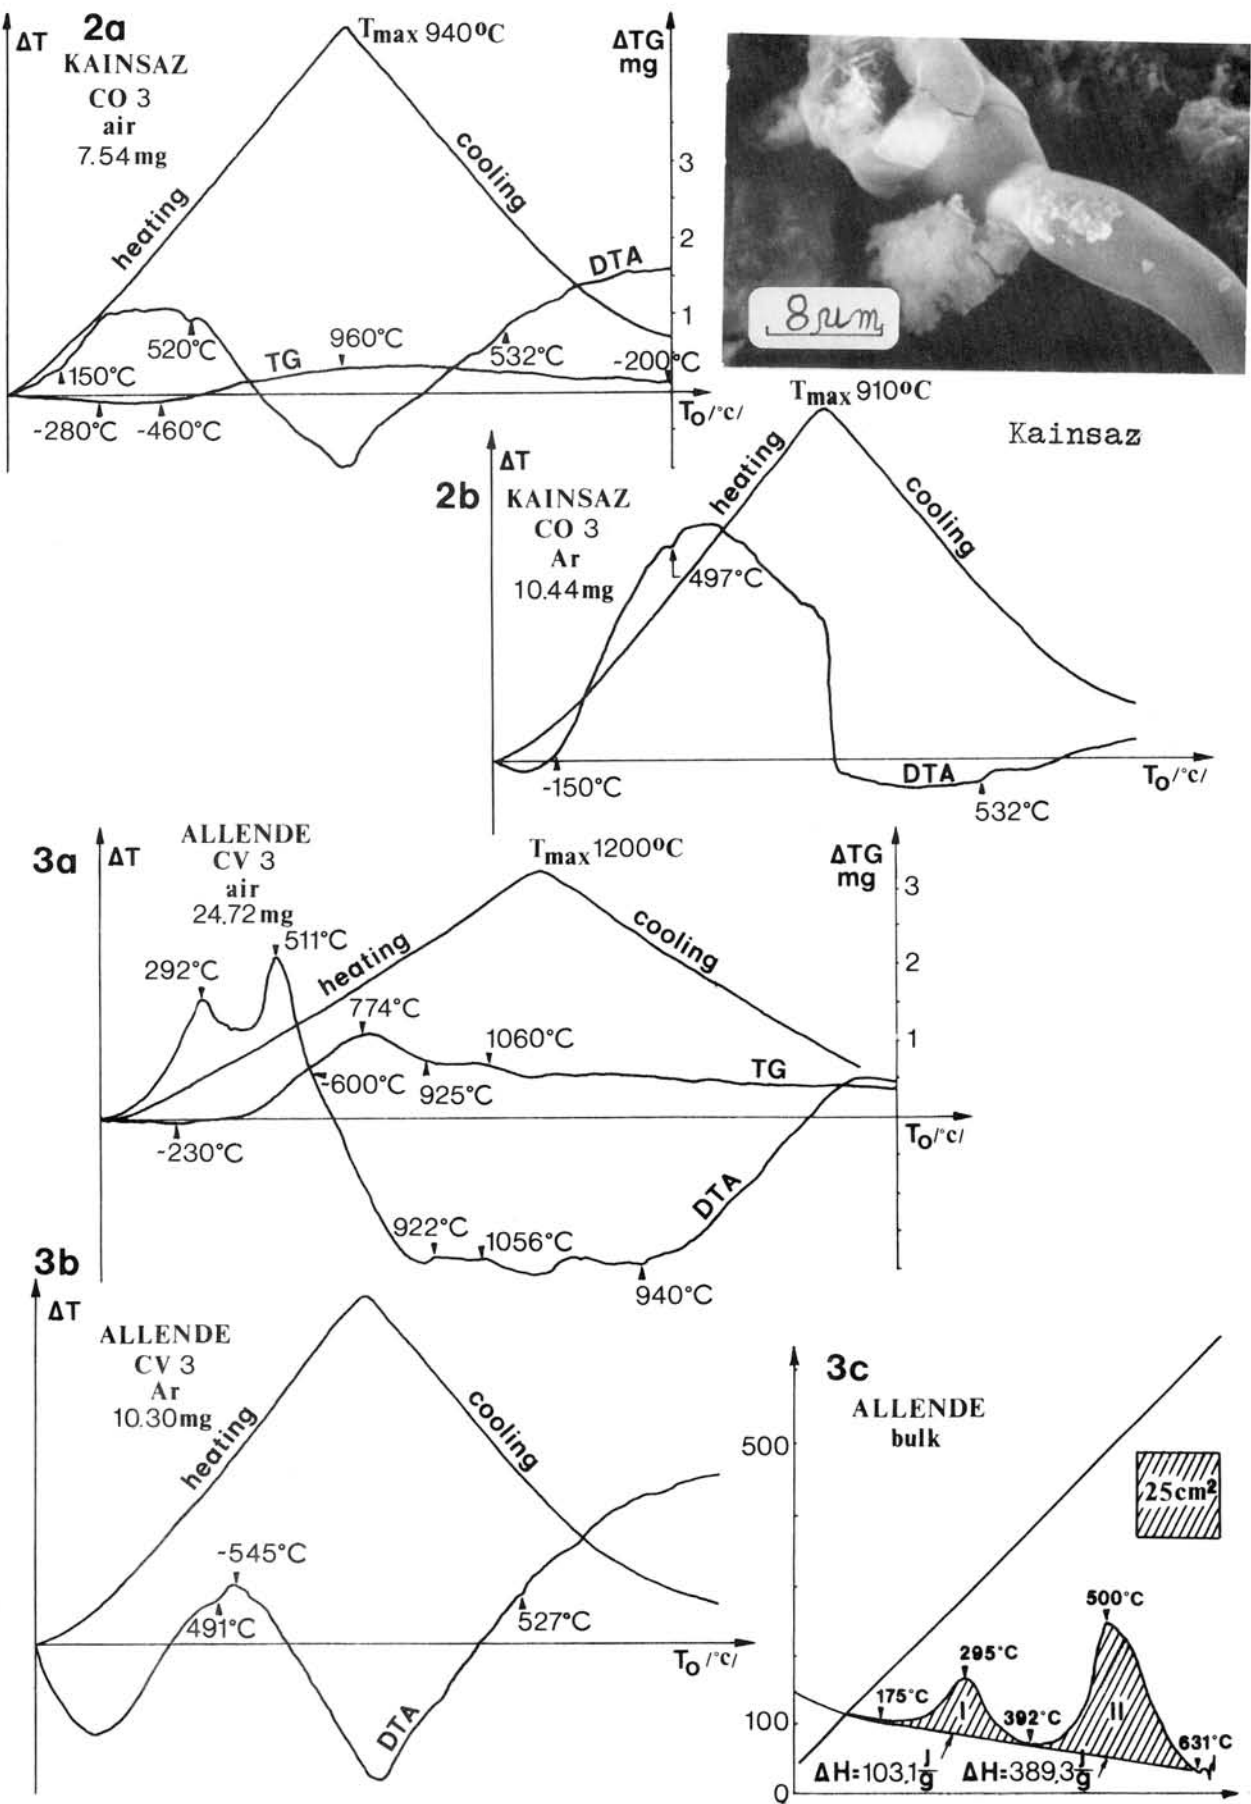 2a
ΔT
KAINSAZ
CO 3
air
7.54 mg
Tmax 940°C
ΔTG
mg
3
2
1
heating
cooling
DTA
TG
150°C
520°C
960°C
532°C
-200°C
-280°C
-460°C
To /°c/
8 μm
Kainsaz
2b
ΔT
KAINSAZ
CO 3
Ar
10.44 mg
Tmax 910°C
heating
cooling
497°C
-150°C
DTA
532°C
To /°c/
3a
ΔT
ALLENDE
CV 3
air
24.72 mg
Tmax 1200°C
ΔTG
mg
3
2
1
heating
cooling
292°C
511°C
774°C
1060°C
-600°C
925°C
TG
-230°C
To /°c/
922°C
1056°C
940°C
DTA
3b
ΔT
ALLENDE
CV 3
Ar
10.30 mg
heating
cooling
-545°C
491°C
527°C
DTA
To /°c/
3c
ALLENDE
bulk
500
100
0
25cm²
175°C
295°C
392°C
500°C
631°C
I
II
ΔH=103,1 J/g
ΔH=389,3 J/g